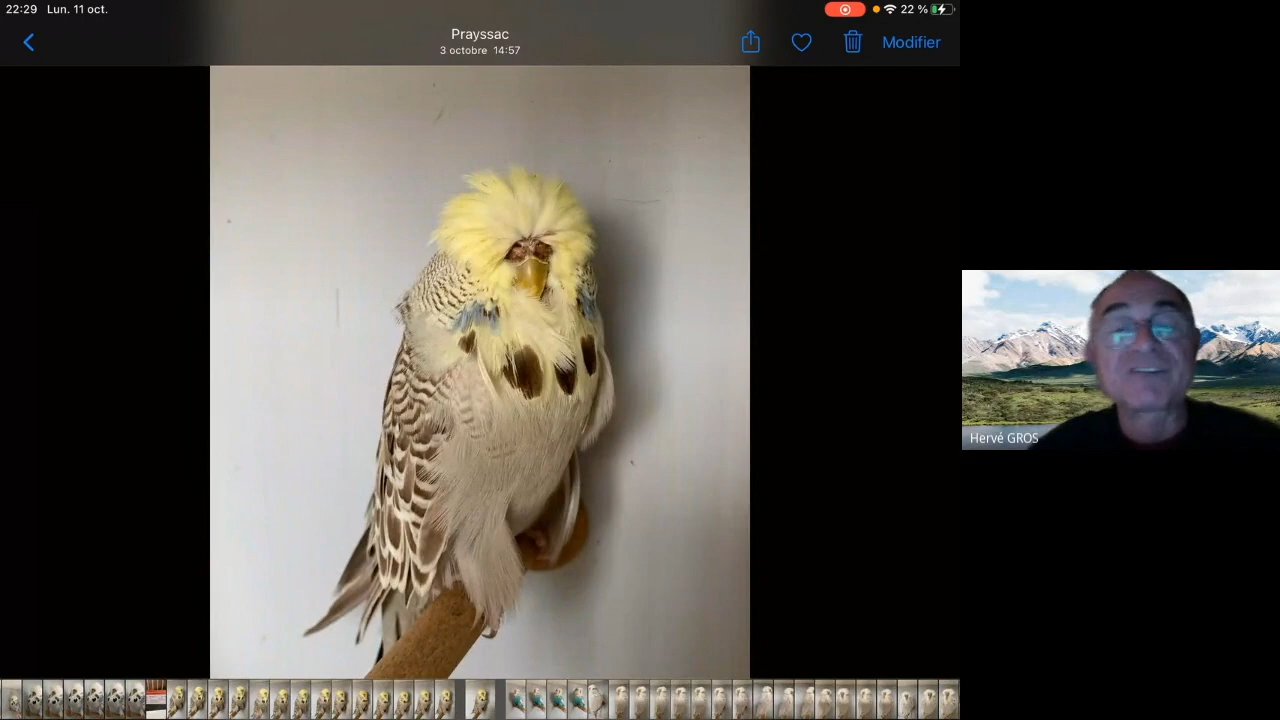 22:29 Lun. 11 oct.
22 %
Prayssac
3 octobre 14:57
Modifier
Hervé GROS